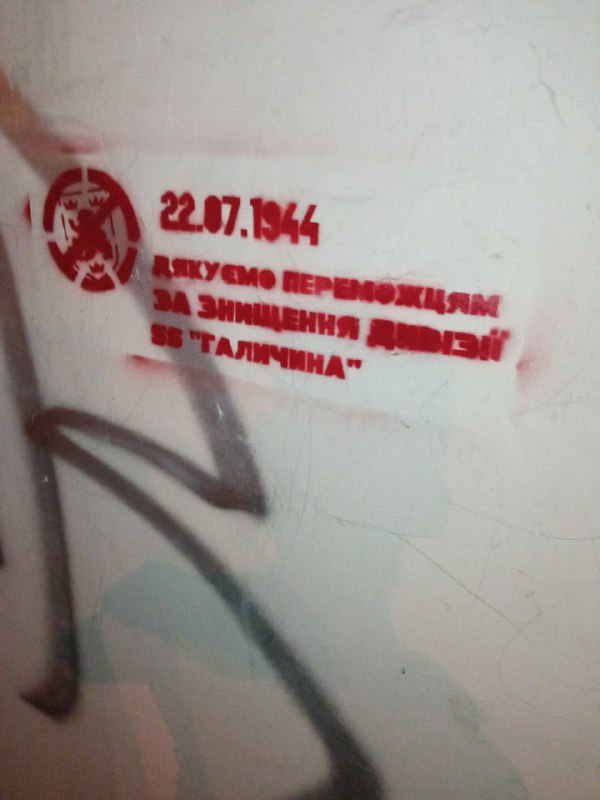 22.07.1944
ДЯКУЄМО ПЕРЕМОЖЦЯМ
ЗА ЗНИЩЕННЯ ДИВІЗІЇ
SS "ГАЛИЧИНА"